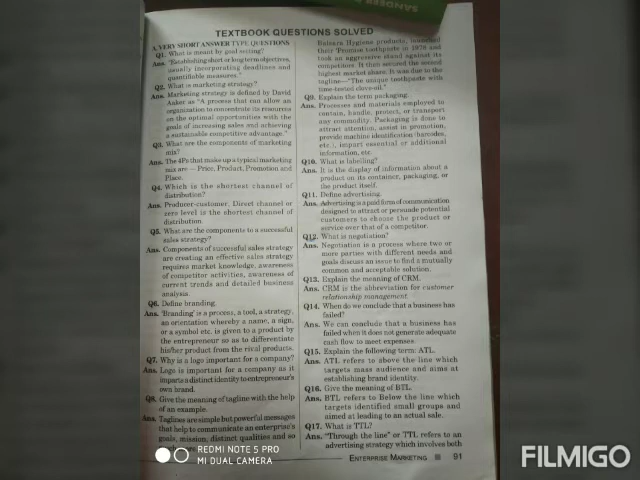 SANDEEP
TEXTBOOK QUESTIONS SOLVED
A. VERY SHORT ANSWER TYPE QUESTIONS
Q1. What is meant by goal setting?
Ans. "Establishing short or long term objectives,
usually incorporating deadlines and
quantifiable measures."
Q2. What is marketing strategy?
Ans. Marketing strategy is defined by David
Aaker as "A process that can allow an
organization to concentrate its resources
on the optimal opportunities with the
goals of increasing sales and achieving
a sustainable competitive advantage."
Q3. What are the components of marketing
mix?
Ans. The 4Ps that make up a typical marketing
mix are — Price, Product, Promotion and
Place.
Q4. Which is the shortest channel of
distribution?
Ans. Producer-customer. Direct channel or
zero level is the shortest channel of
distribution.
Q5. What are the components to a successful
sales strategy?
Ans. Components of successful sales strategy
are creating an effective sales strategy
requires market knowledge, awareness
of competitor activities, awareness of
current trends and detailed business
analysis.
Q6. Define branding.
Ans. 'Branding' is a process, a tool, a strategy,
an orientation whereby a name, a sign,
or a symbol etc. is given to a product by
the entrepreneur so as to differentiate
his/her product from the rival products.
Q7. Why is a logo important for a company?
Ans. Logo is important for a company as it
imparts a distinct identity to entrepreneur's
own brand.
Q8. Give the meaning of tagline with the help
of an example.
Ans. Taglines are simple but powerful messages
that help to communicate an enterprise's
goals, mission, distinct qualities and so
Balsara Hygiene products, launched
their 'Promise toothpaste in 1978 and
took an aggressive stand against its
competitors. It then secured the second
highest market share. It was due to the
tagline—"The unique toothpaste with
time-tested clove-oil."
Q9. Explain the term packaging.
Ans. Processes and materials employed to
contain, handle, protect, or transport
any commodity. Packaging is done to
attract attention, assist in promotion,
provide machine identification (barcodes,
etc.), impart essential or additional
information, etc.
Q10. What is labelling?
Ans. It is the display of information about a
product on its container, packaging, or
the product itself.
Q11. Define advertising.
Ans. Advertising is a paid form of communication
designed to attract or persuade potential
customers to choose the product or
service over that of a competitor.
Q12. What is negotiation?
Ans. Negotiation is a process where two or
more parties with different needs and
goals discuss an issue to find a mutually
common and acceptable solution.
Q13. Explain the meaning of CRM.
Ans. CRM is the abbreviation for customer
relationship management.
Q14. When do we conclude that a business has
failed?
Ans. We can conclude that a business has
failed when it does not generate adequate
cash flow to meet expenses.
Q15. Explain the following term: ATL.
Ans. ATL refers to above the line which
targets mass audience and aims at
establishing brand identity.
Q16. Give the meaning of BTL.
Ans. BTL refers to Below the line which
targets identified small groups and
aimed at leading to an actual sale.
Q17. What is TTL?
Ans. "Through the line" or TTL refers to an
advertising strategy which involves both
ENTERPRISE MARKETING 91
REDMI NOTE 5 PRO
MI DUAL CAMERA
FILMIGO